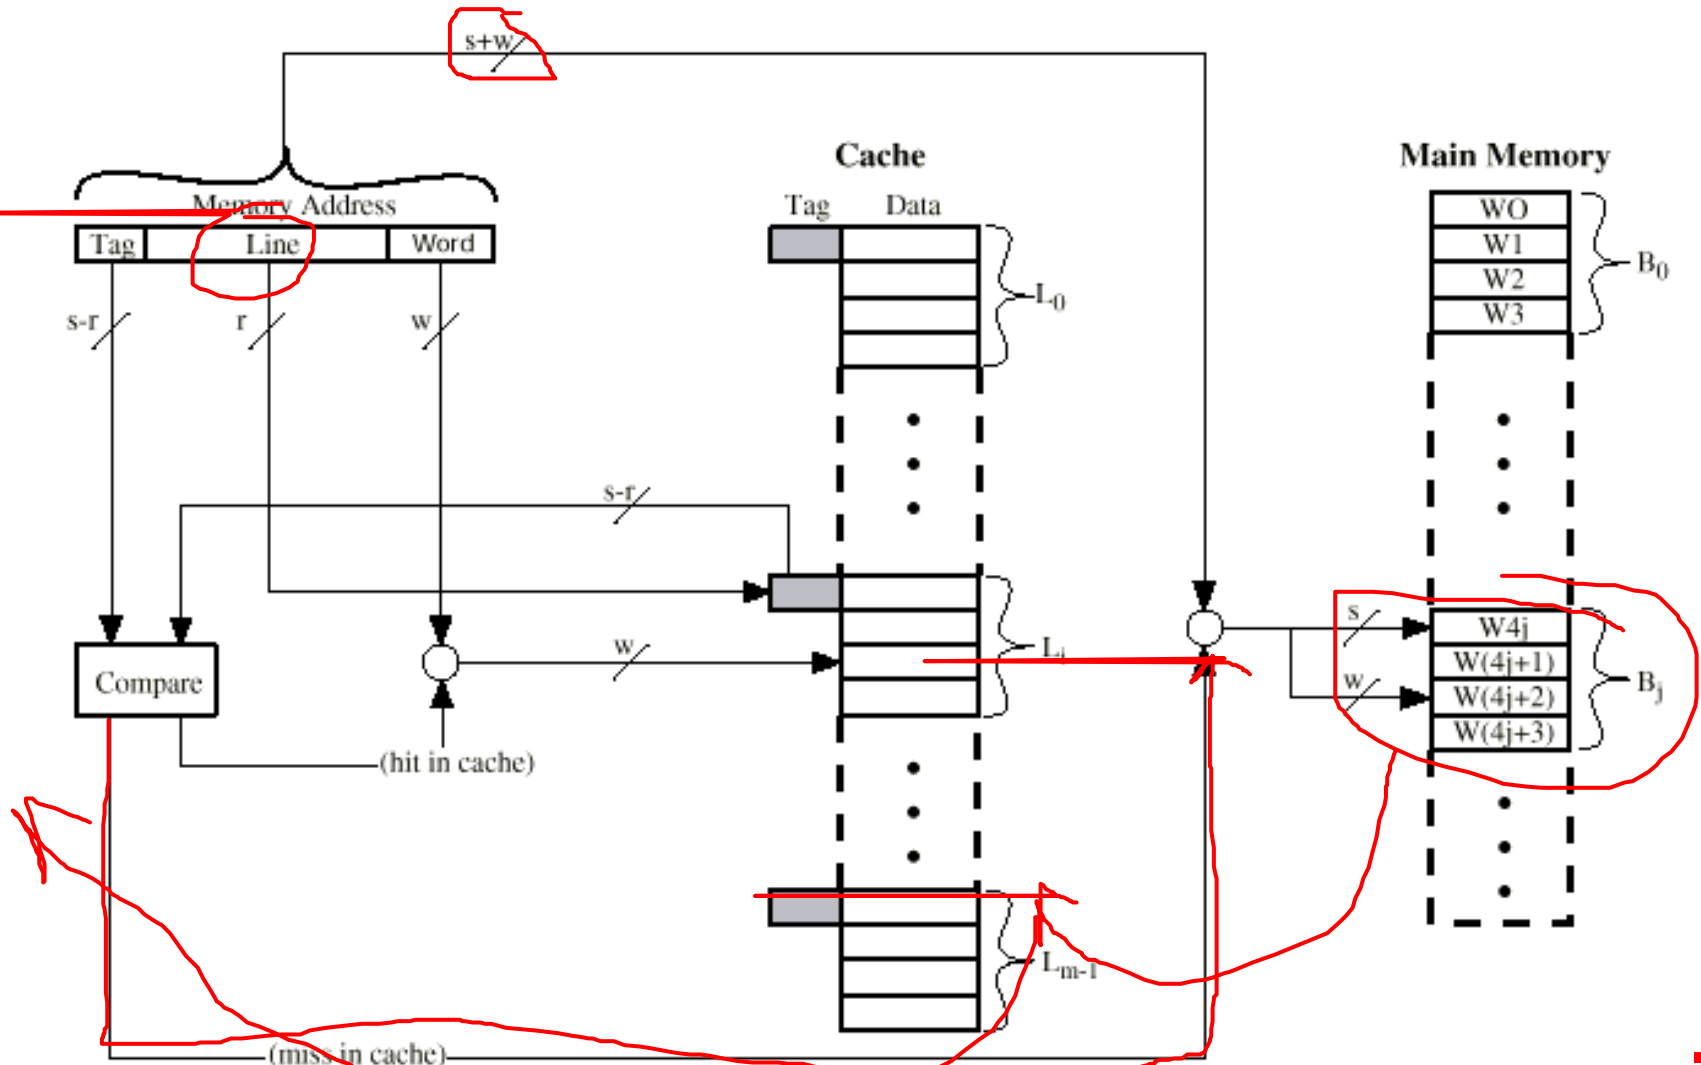 s+w
Cache
Main Memory
Memory Address
Tag Data
Tag Line Word
WO
W1
W2
W3
B0
L0
s-r
r
w
s-r
s
W4j
W(4j+1)
W(4j+2)
W(4j+3)
Bj
w
w
Compare
(hit in cache)
Lm-1
(miss in cache)